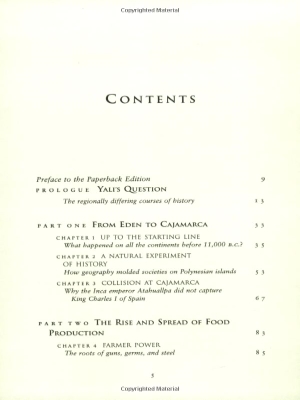 Copyrighted Material
CONTENTS
Preface to the Paperback Edition 9
PROLOGUE YALI'S QUESTION
The regionally differing courses of history 13
PART ONE FROM EDEN TO CAJAMARCA 33
CHAPTER 1 UP TO THE STARTING LINE
What happened on all the continents before 11,000 B.C.? 35
CHAPTER 2 A NATURAL EXPERIMENT
OF HISTORY
How geography molded societies on Polynesian islands 53
CHAPTER 3 COLLISION AT CAJAMARCA
Why the Inca emperor Atahuallpa did not capture
King Charles I of Spain 67
PART TWO THE RISE AND SPREAD OF FOOD
PRODUCTION 83
CHAPTER 4 FARMER POWER
The roots of guns, germs, and steel 85
5
Copyrighted Material